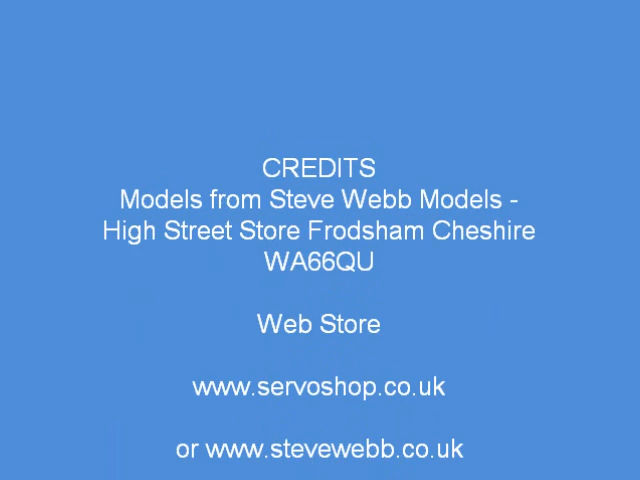 CREDITS
Models from Steve Webb Models -
High Street Store Frodsham Cheshire
WA66QU
Web Store
www.servoshop.co.uk
or www.stevewebb.co.uk